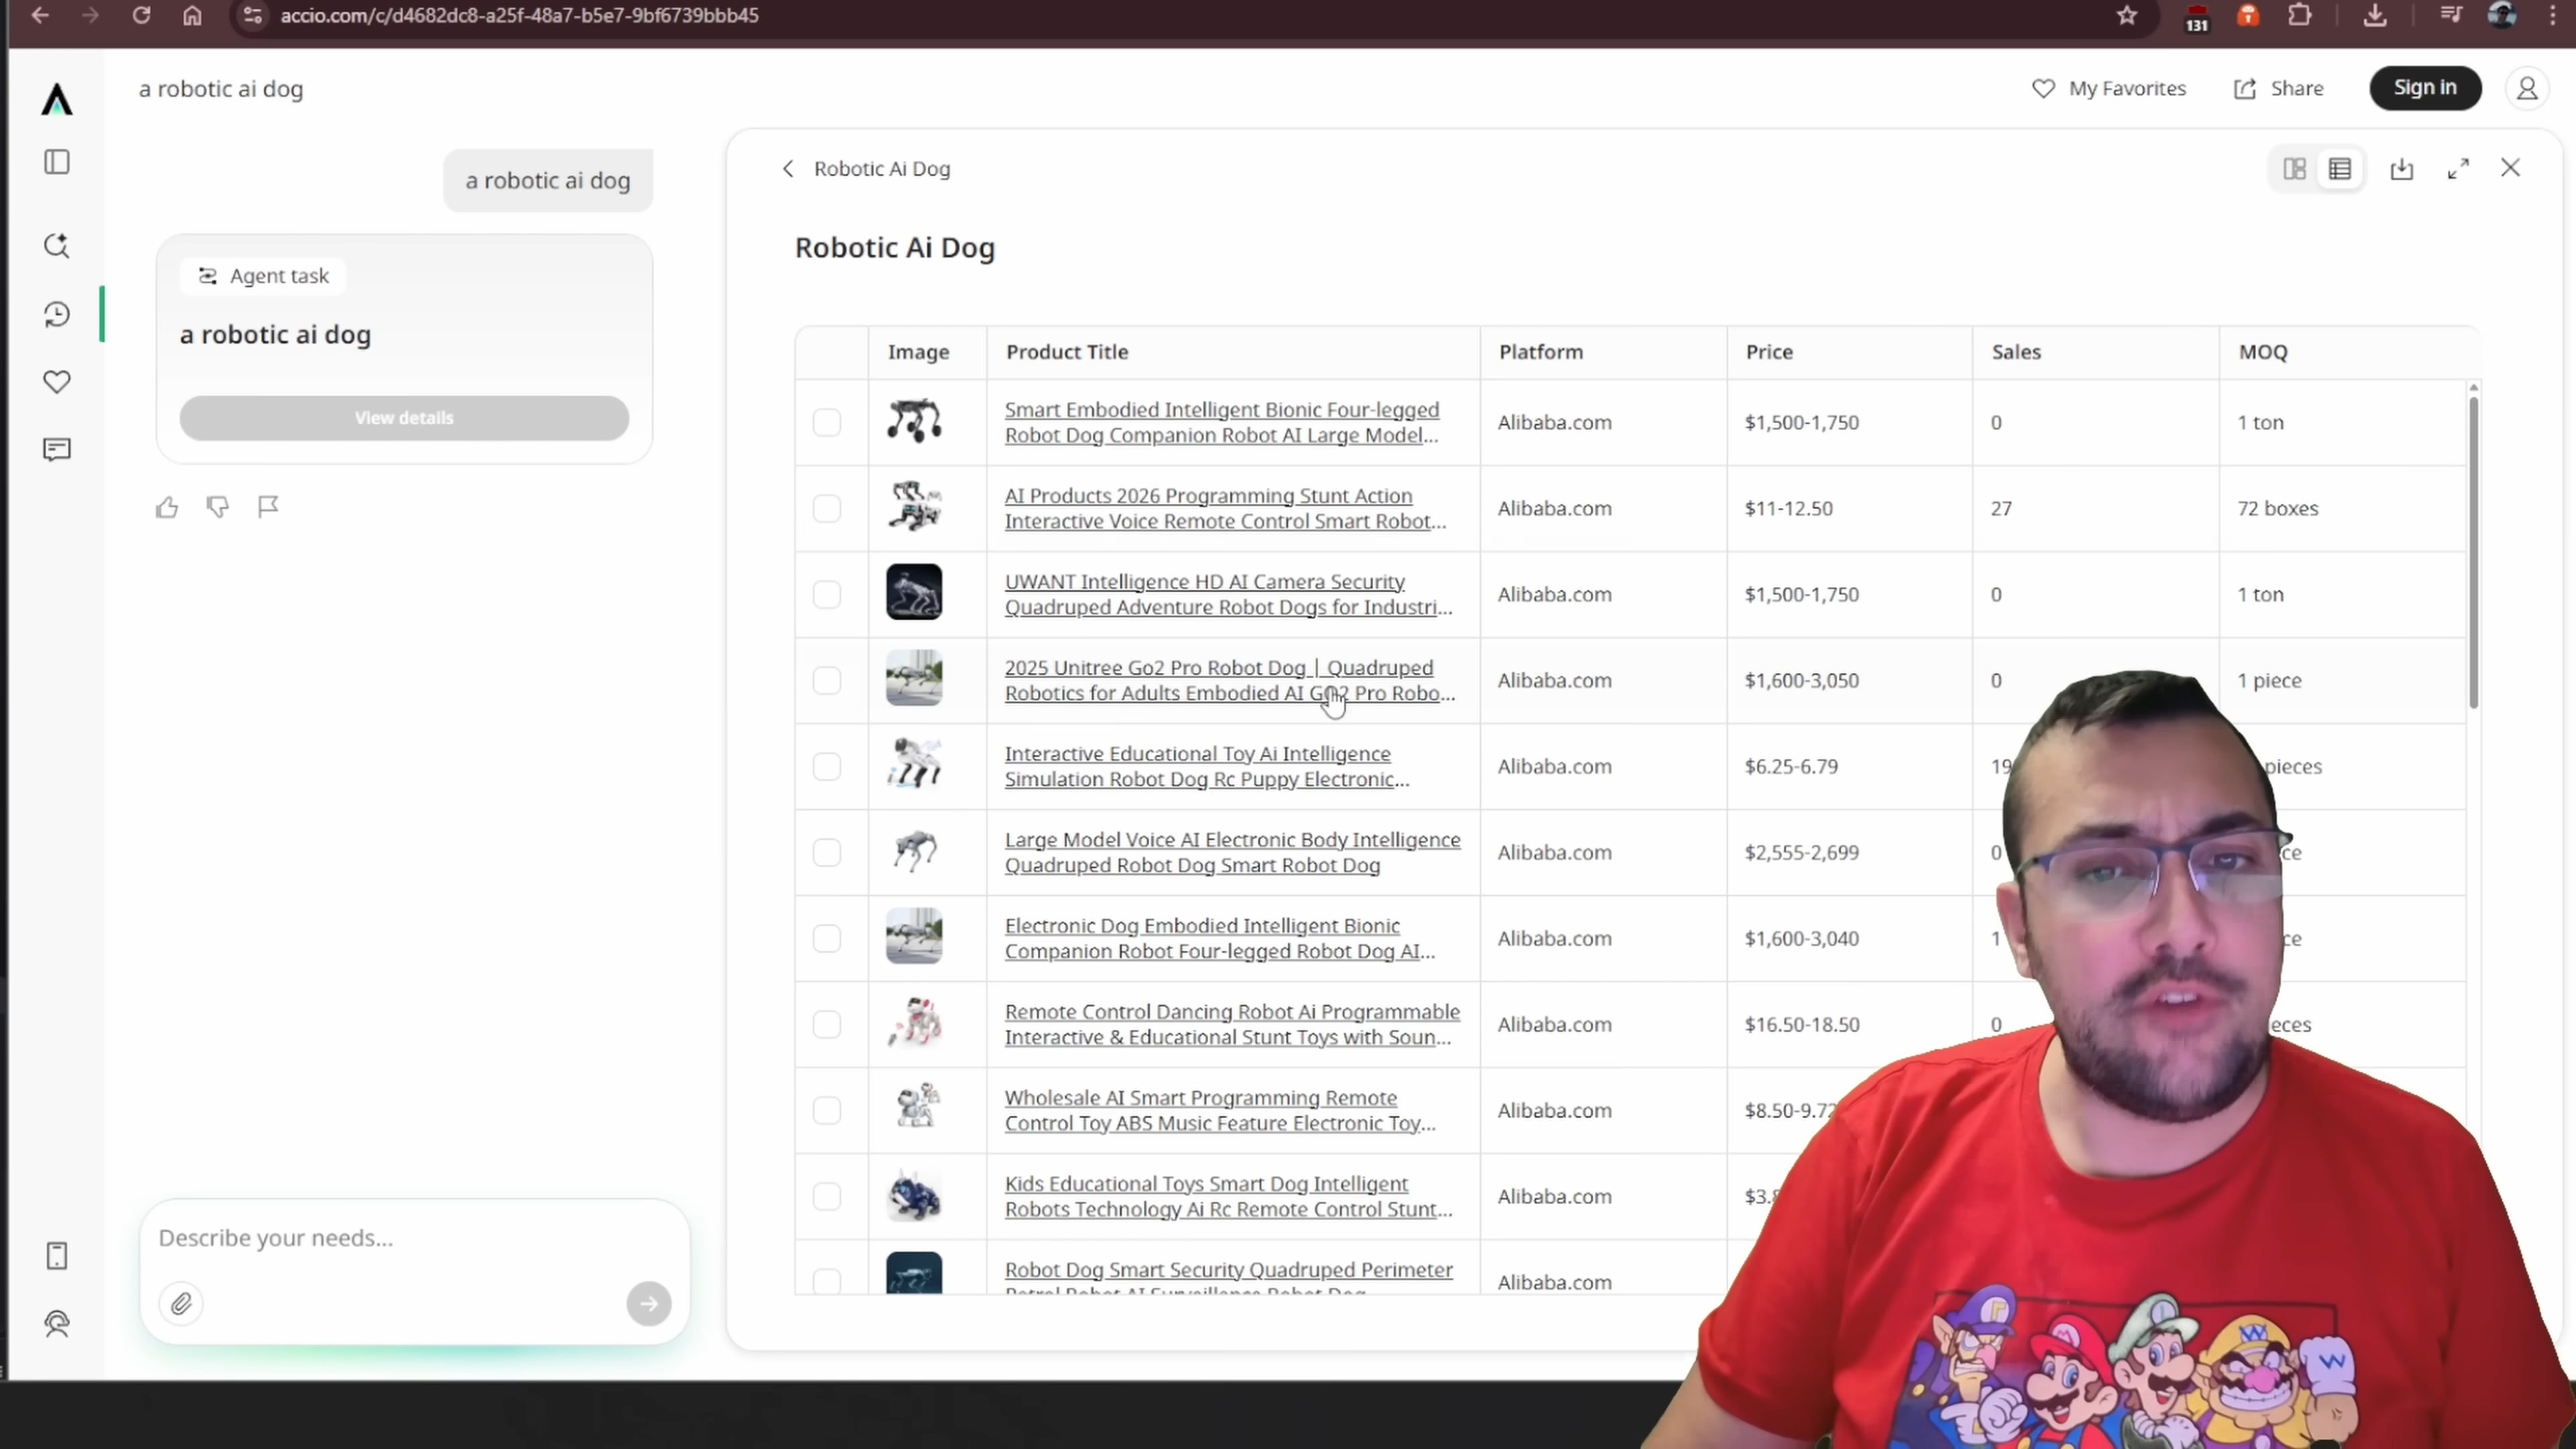 accio.com/c/d4682dc8-a25f-48a7-b5e7-9bf6739bbb45
131
a robotic ai dog
My Favorites
Share
Sign in
a robotic ai dog
Agent task
a robotic ai dog
View details
Describe your needs...
Robotic Ai Dog
Robotic Ai Dog
Image Product Title Platform Price Sales MOQ
Smart Embodied Intelligent Bionic Four-legged
Robot Dog Companion Robot AI Large Model...
Alibaba.com $1,500-1,750 0 1 ton
AI Products 2026 Programming Stunt Action
Interactive Voice Remote Control Smart Robot...
Alibaba.com $11-12.50 27 72 boxes
UWANT Intelligence HD AI Camera Security
Quadruped Adventure Robot Dogs for Industri...
Alibaba.com $1,500-1,750 0 1 ton
2025 Unitree Go2 Pro Robot Dog | Quadruped
Robotics for Adults Embodied AI Go2 Pro Robo...
Alibaba.com $1,600-3,050 0 1 piece
Interactive Educational Toy Ai Intelligence
Simulation Robot Dog Rc Puppy Electronic...
Alibaba.com $6.25-6.79 19 pieces
Large Model Voice AI Electronic Body Intelligence
Quadruped Robot Dog Smart Robot Dog
Alibaba.com $2,555-2,699 0
Electronic Dog Embodied Intelligent Bionic
Companion Robot Four-legged Robot Dog AI...
Alibaba.com $1,600-3,040 1
Remote Control Dancing Robot Ai Programmable
Interactive & Educational Stunt Toys with Soun...
Alibaba.com $16.50-18.50 0
Wholesale AI Smart Programming Remote
Control Toy ABS Music Feature Electronic Toy...
Alibaba.com $8.50-9.72
Kids Educational Toys Smart Dog Intelligent
Robots Technology Ai Rc Remote Control Stunt...
Alibaba.com
Robot Dog Smart Security Quadruped Perimeter
Alibaba.com
W
W